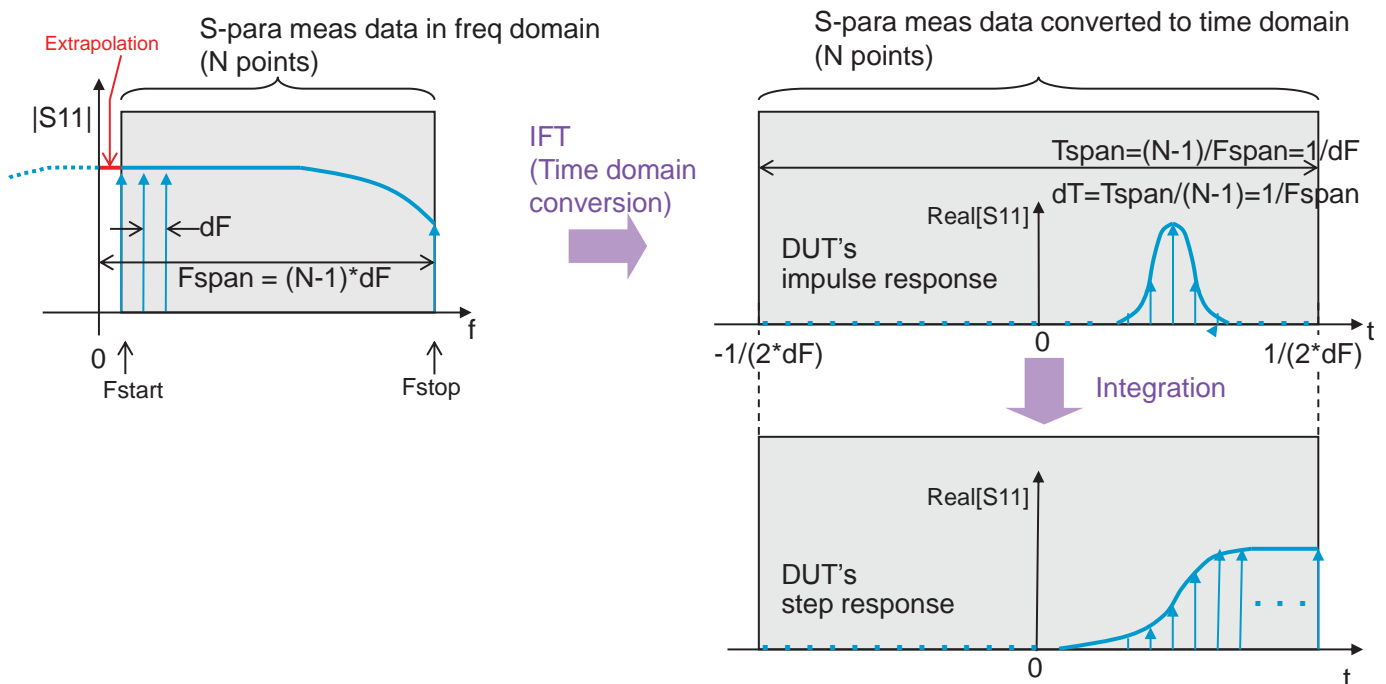 S-para meas data in freq domain
(N points)
Extrapolation
|S11|
dF
Fspan = (N-1)*dF
f
0
Fstart
Fstop
IFT
(Time domain
conversion)
S-para meas data converted to time domain
(N points)
Tspan=(N-1)/Fspan=1/dF
dT=Tspan/(N-1)=1/Fspan
Real[S11]
DUT's
impulse response
t
0
-1/(2*dF)
1/(2*dF)
Integration
Real[S11]
DUT's
step response
0
t